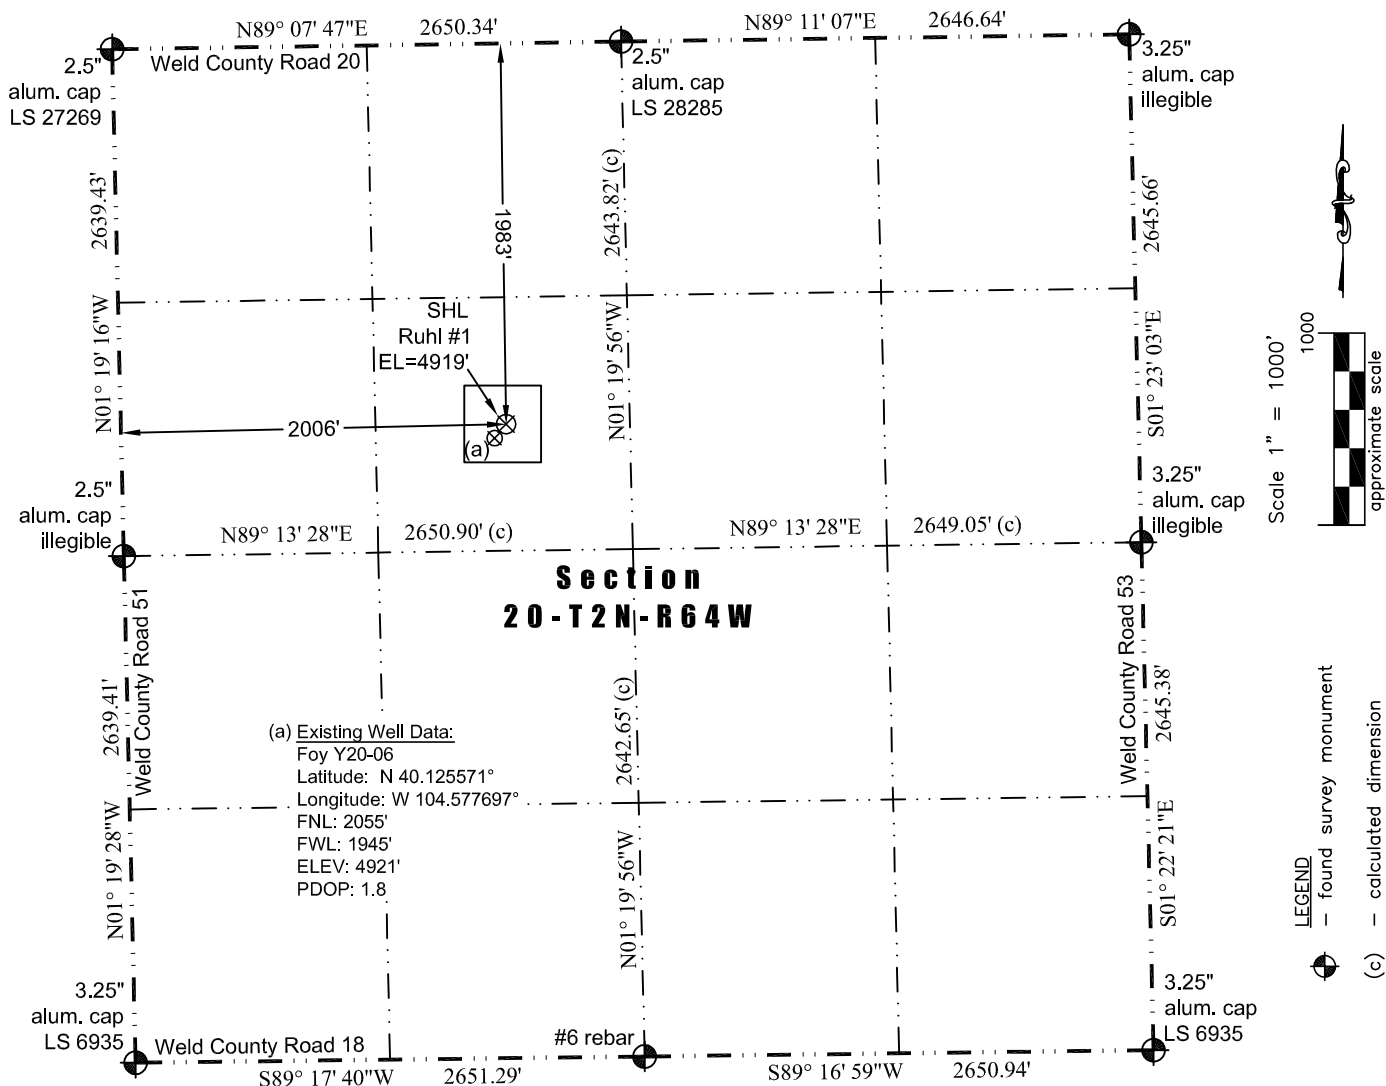 N89° 07' 47"E 2650.34'
N89° 11' 07"E 2646.64'
Weld County Road 20
2.5"
alum. cap
LS 27269
2.5"
alum. cap
LS 28285
3.25"
alum. cap
illegible
2639.43'
N01° 19' 16"W
1983'
2643.82' (c)
N01° 19' 56"W
2645.66'
S01° 23' 03"E
SHL
Ruhl #1
EL=4919'
2006'
(a)
Scale 1" = 1000'
1000
approximate scale
2.5"
alum. cap
illegible
3.25"
alum. cap
illegible
N89° 13' 28"E 2650.90' (c)
N89° 13' 28"E 2649.05' (c)
Section
20-T2N-R64W
Weld County Road 51
2639.41'
N01° 19' 28"W
2642.65' (c)
N01° 19' 56"W
Weld County Road 53
2645.38'
S01° 22' 21"E
(a) Existing Well Data:
Foy Y20-06
Latitude: N 40.125571°
Longitude: W 104.577697°
FNL: 2055'
FWL: 1945'
ELEV: 4921'
PDOP: 1.8
LEGEND
- found survey monument
(c) - calculated dimension
3.25"
alum. cap
LS 6935
Weld County Road 18
#6 rebar
3.25"
alum. cap
LS 6935
S89° 17' 40"W 2651.29'
S89° 16' 59"W 2650.94'